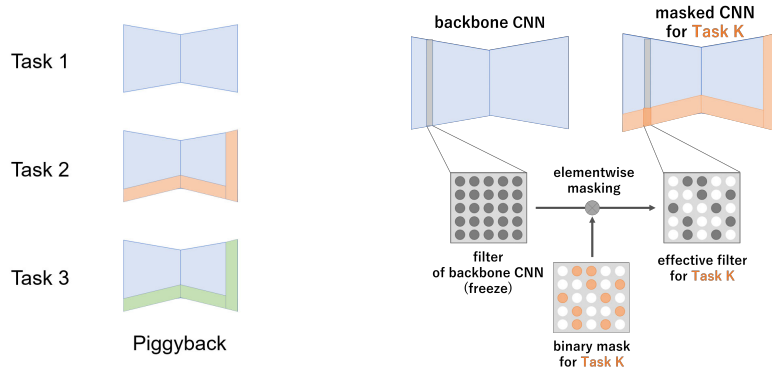 Task 1
Task 2
Task 3
Piggyback
backbone CNN
masked CNN
for Task K
elementwise
masking
filter
of backbone CNN
(freeze)
effective filter
for Task K
binary mask
for Task K